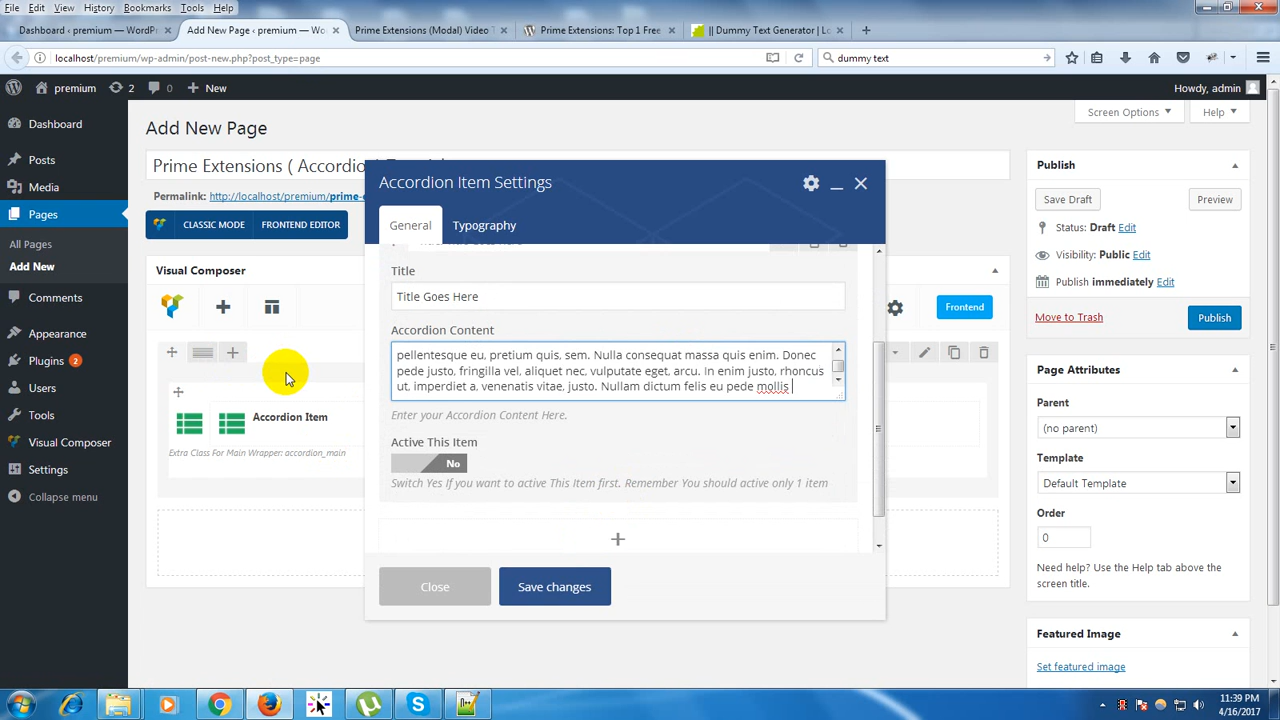 File Edit View History Bookmarks Tools Help
Dashboard ‹ premium — WordP
Add New Page ‹ premium — Wo
Prime Extensions (Modal) Video T
Prime Extensions: Top 1 Free
|| Dummy Text Generator | Lo
localhost/premium/wp-admin/post-new.php?post_type=page
dummy text
premium
2
New
Howdy, admin
Dashboard
Posts
Media
Pages
All Pages
Add New
Comments
Appearance
Plugins 2
Users
Tools
Visual Composer
Settings
Collapse menu
Screen Options
Help
Add New Page
Permalink: http://localhost/premium/prime-
CLASSIC MODE
FRONTEND EDITOR
Visual Composer
Frontend
Accordion Item
Extra Class For Main Wrapper: accordion_main
Accordion Item Settings
General
Typography
Title
Title Goes Here
Accordion Content
pellentesque eu, pretium quis, sem. Nulla consequat massa quis enim. Donec
pede justo, fringilla vel, aliquet nec, vulputate eget, arcu. In enim justo, rhoncus
ut, imperdiet a, venenatis vitae, justo. Nullam dictum felis eu pede mollis
Enter your Accordion Content Here.
Active This Item
No
Switch Yes If you want to active This Item first. Remember You should active only 1 item
Close
Save changes
Publish
Save Draft
Preview
Status: Draft Edit
Visibility: Public Edit
Publish immediately Edit
Move to Trash
Publish
Page Attributes
Parent
(no parent)
Template
Default Template
Order
0
Need help? Use the Help tab above the
screen title.
Featured Image
Set featured image
11:39 PM
4/16/2017